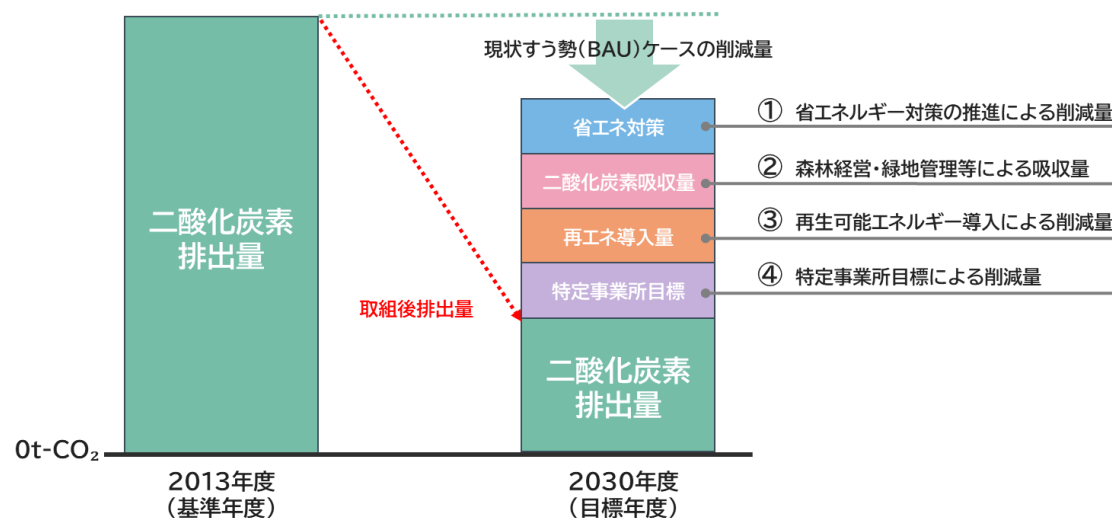 現状すう勢(BAU)ケースの削減量
省エネ対策
① 省エネルギー対策の推進による削減量
二酸化炭素吸収量
② 森林経営・緑地管理等による吸収量
再エネ導入量
③ 再生可能エネルギー導入による削減量
特定事業所目標
④ 特定事業所目標による削減量
二酸化炭素
排出量
取組後排出量
二酸化炭素
排出量
0t-CO₂
2013年度
(基準年度)
2030年度
(目標年度)